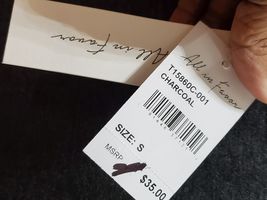 All in Favor
All in Favor
T15860C-001
CHARCOAL
SIZE: S
MSRP
$35.00